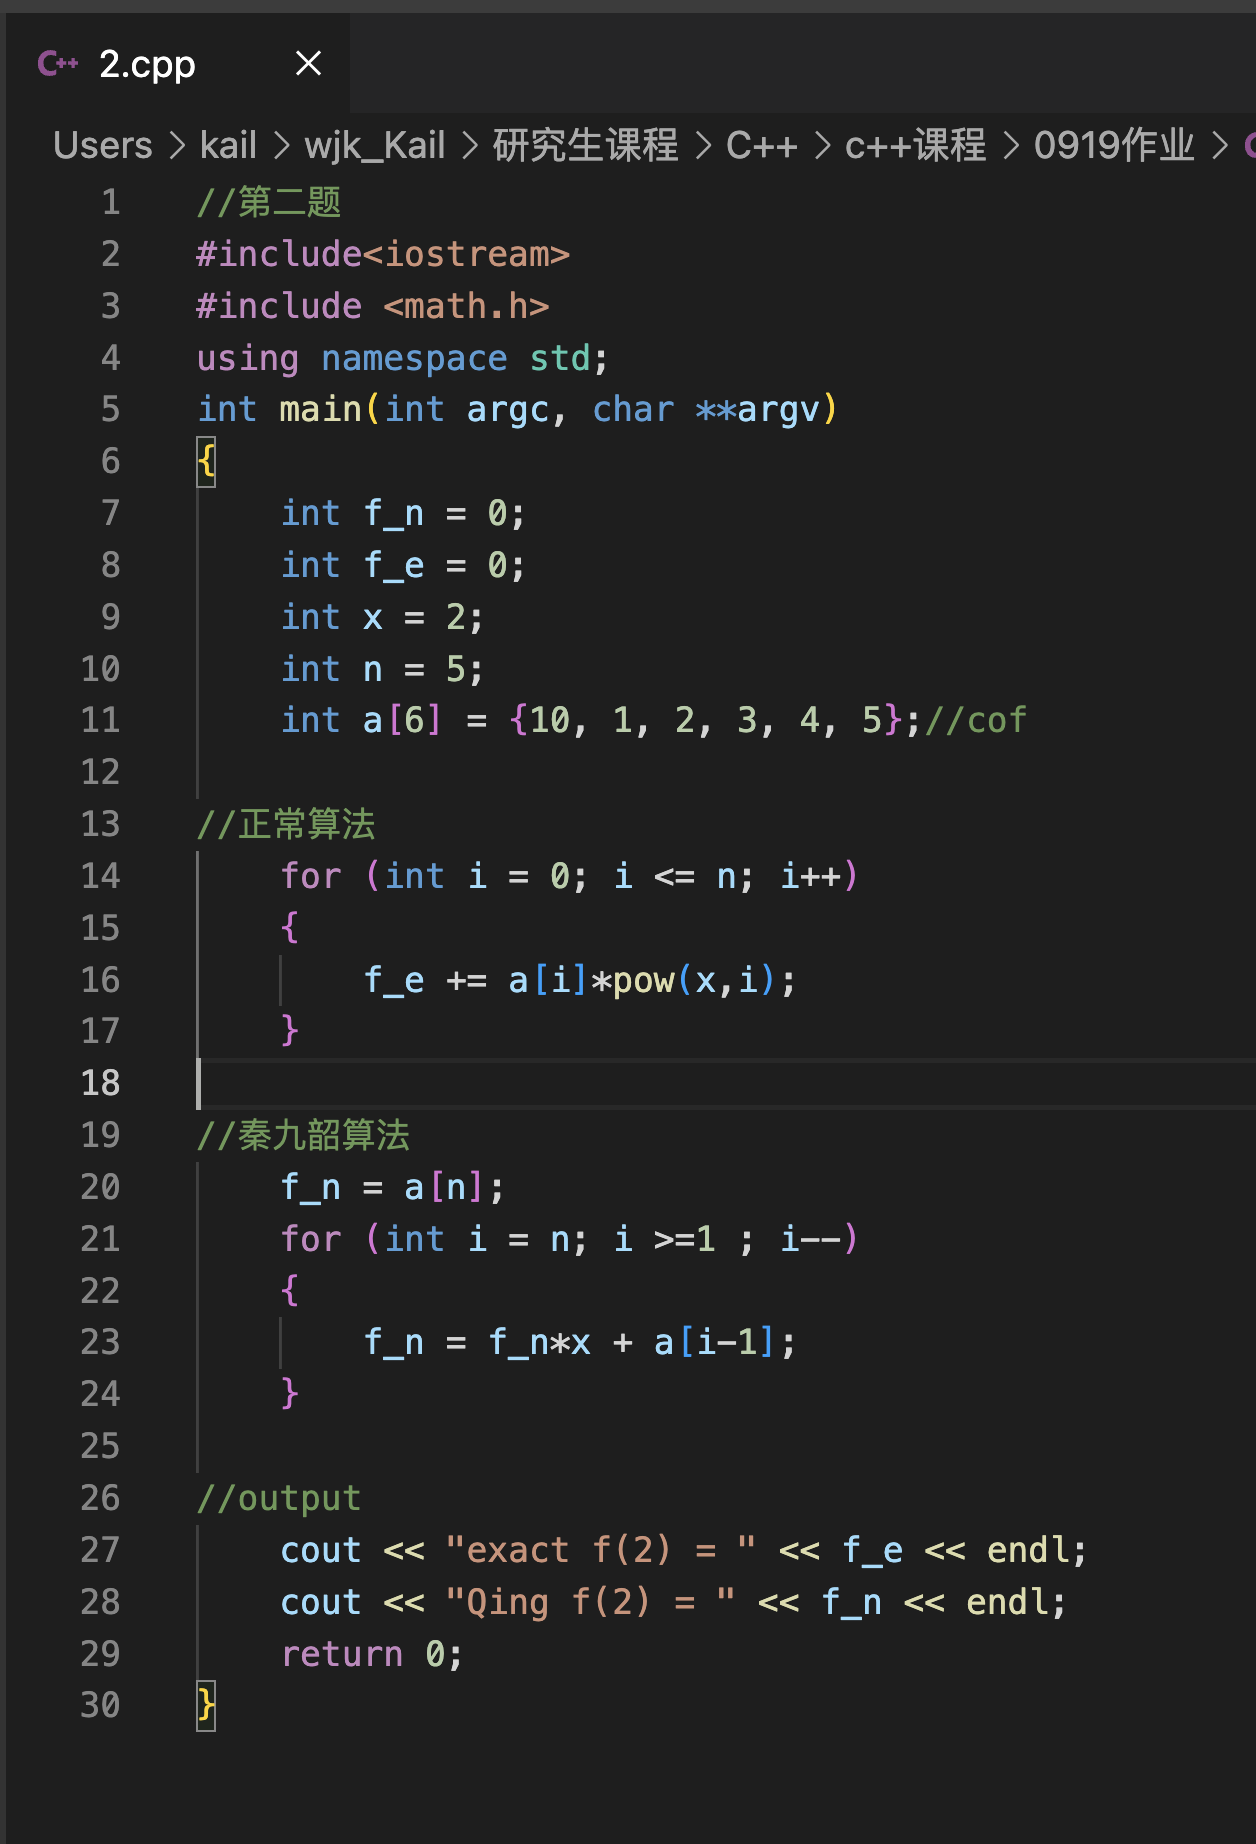 C++ 2.cpp ×
Users > kail > wjk_Kail > 研究生课程 > C++ > c++课程 > 0919作业 >
1 //第二题
2 #include<iostream>
3 #include <math.h>
4 using namespace std;
5 int main(int argc, char **argv)
6 {
7     int f_n = 0;
8     int f_e = 0;
9     int x = 2;
10     int n = 5;
11     int a[6] = {10, 1, 2, 3, 4, 5};//cof
12
13 //正常算法
14     for (int i = 0; i <= n; i++)
15     {
16         f_e += a[i]*pow(x,i);
17     }
18
19 //秦九韶算法
20     f_n = a[n];
21     for (int i = n; i >=1 ; i--)
22     {
23         f_n = f_n*x + a[i-1];
24     }
25
26 //output
27     cout << "exact f(2) = " << f_e << endl;
28     cout << "Qing f(2) = " << f_n << endl;
29     return 0;
30 }